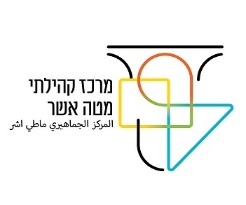 מרכז קהילתי
מטה אשר
المركز الجماهيري ماطي اشر